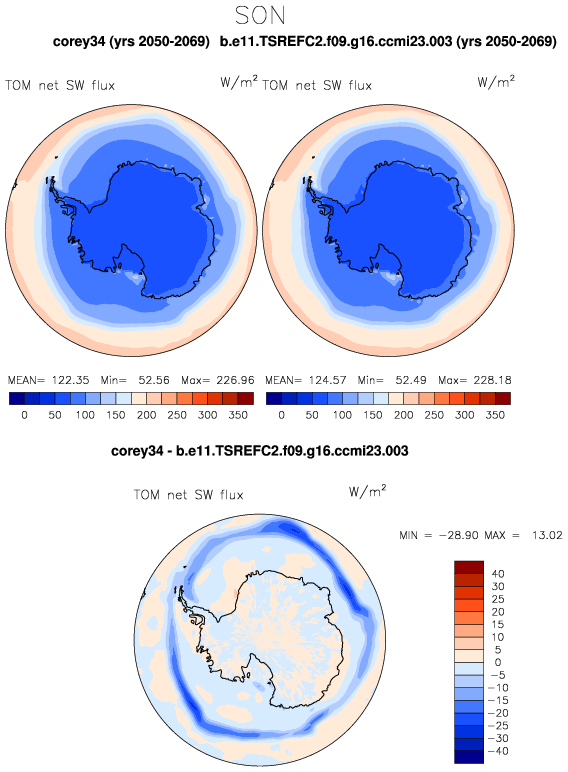 SON
corey34 (yrs 2050-2069) b.e11.TSREFC2.f09.g16.ccmi23.003 (yrs 2050-2069)
TOM net SW flux W/m² TOM net SW flux W/m²
MEAN= 122.35 Min= 52.56 Max= 226.96 MEAN= 124.57 Min= 52.49 Max= 228.18
0 50 100 150 200 250 300 350 0 50 100 150 200 250 300 350
corey34 - b.e11.TSREFC2.f09.g16.ccmi23.003
TOM net SW flux W/m²
MIN = -28.90 MAX = 13.02
40
30
25
20
15
10
5
0
-5
-10
-15
-20
-25
-30
-40